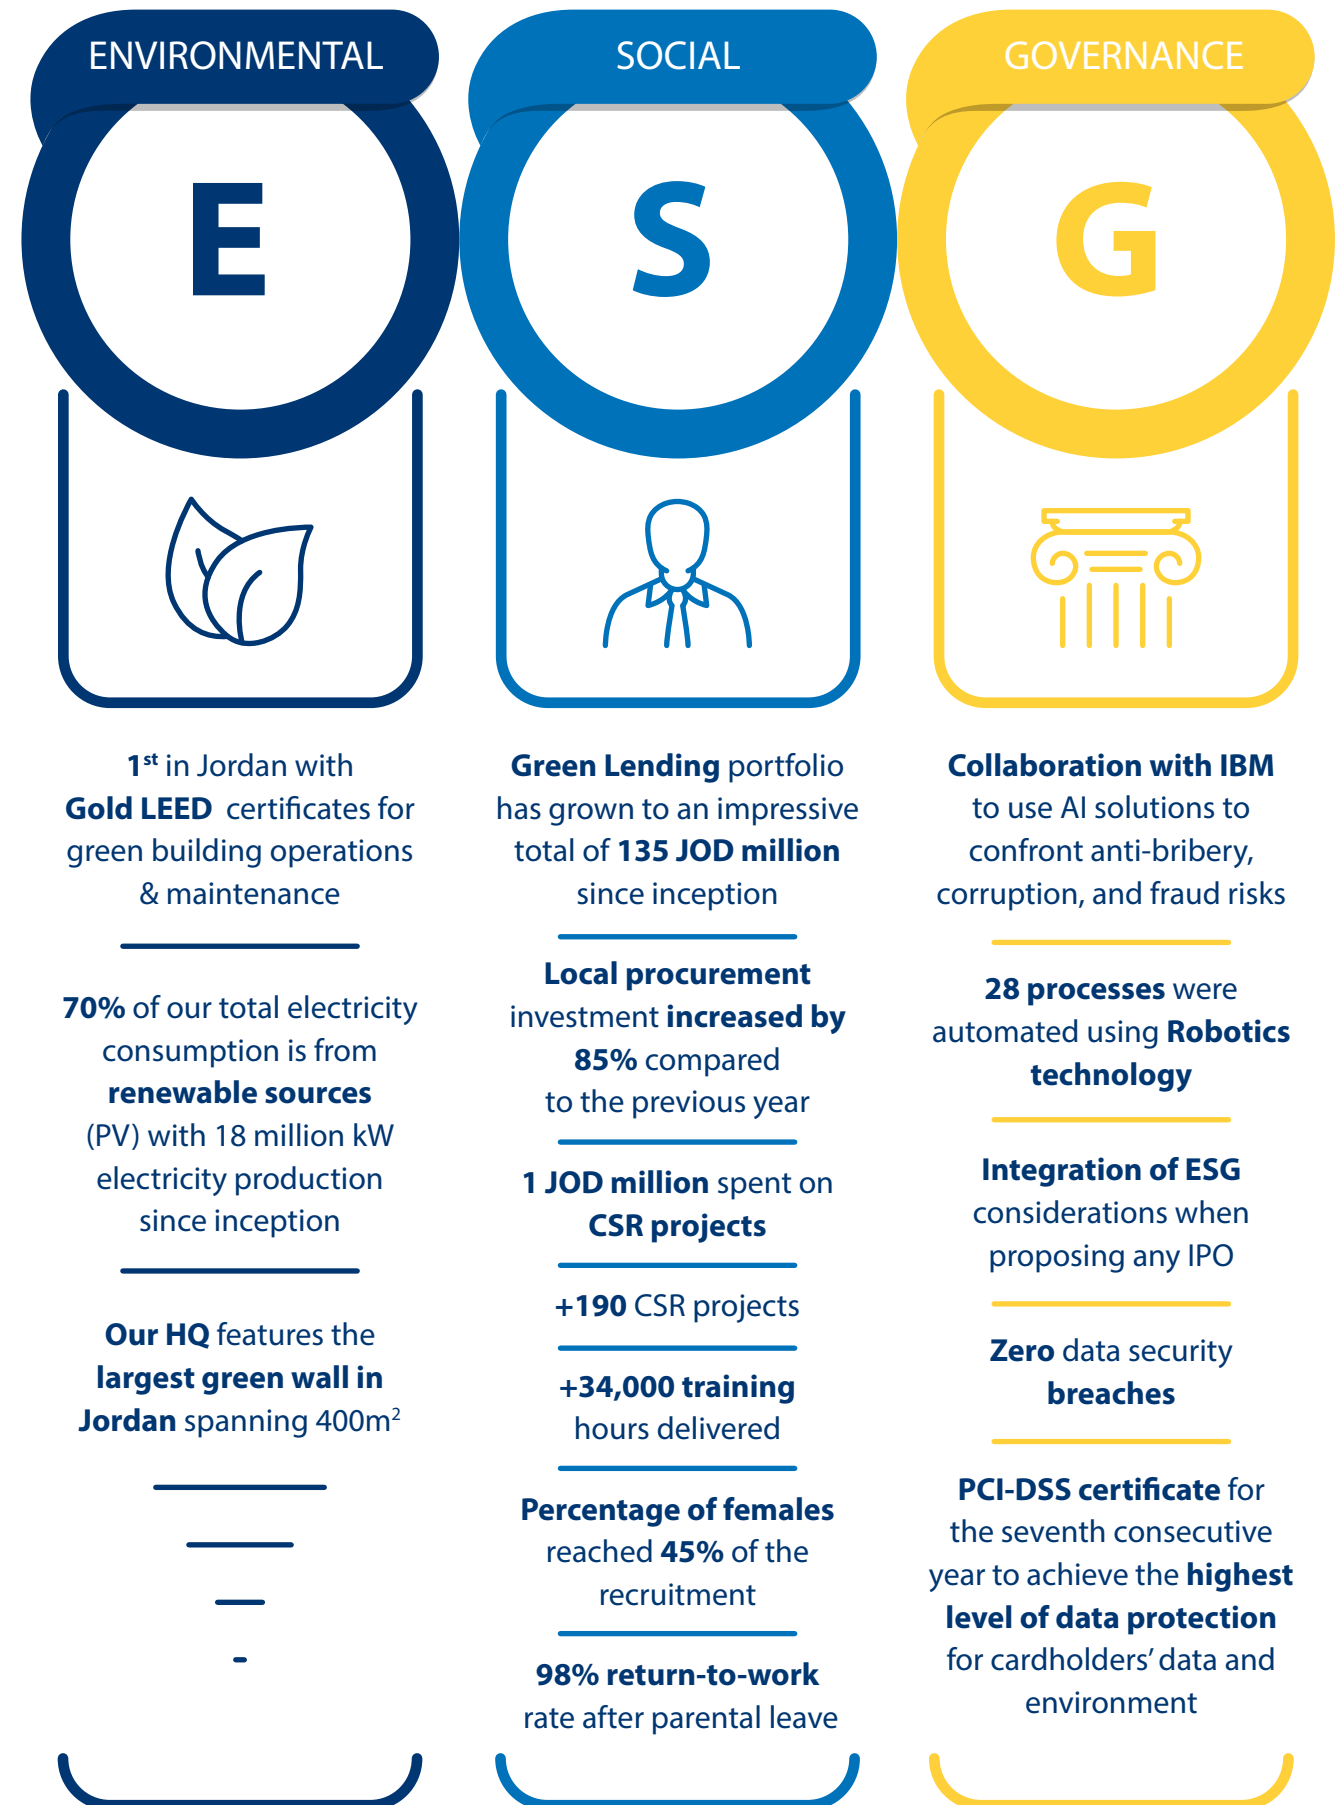 ENVIRONMENTAL
E
1st in Jordan with
Gold LEED certificates for
green building operations
& maintenance
70% of our total electricity
consumption is from
renewable sources
(PV) with 18 million kW
electricity production
since inception
Our HQ features the
largest green wall in
Jordan spanning 400m²
SOCIAL
S
Green Lending portfolio
has grown to an impressive
total of 135 JOD million
since inception
Local procurement
investment increased by
85% compared
to the previous year
1 JOD million spent on
CSR projects
+190 CSR projects
+34,000 training
hours delivered
Percentage of females
reached 45% of the
recruitment
98% return-to-work
rate after parental leave
GOVERNANCE
G
Collaboration with IBM
to use AI solutions to
confront anti-bribery,
corruption, and fraud risks
28 processes were
automated using Robotics
technology
Integration of ESG
considerations when
proposing any IPO
Zero data security
breaches
PCI-DSS certificate for
the seventh consecutive
year to achieve the highest
level of data protection
for cardholders’ data and
environment